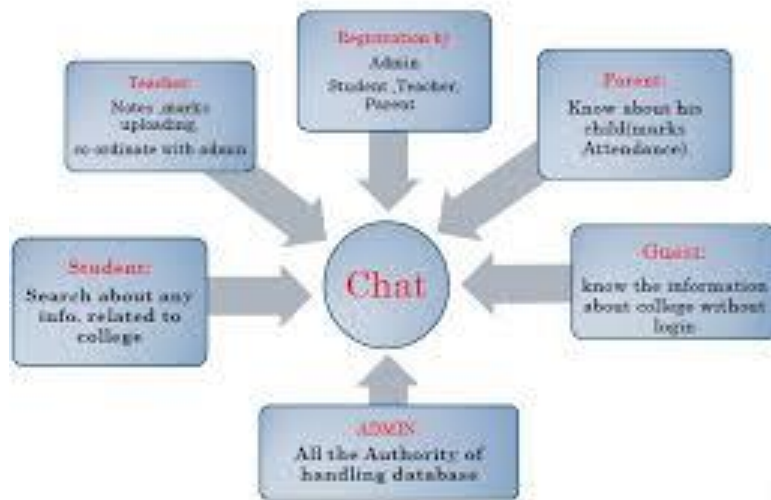 Registration by
Admin
Student ,Teacher,
Parent
Teacher:
Notes ,marks
uploading,
co-ordinate with admin
Parent:
Know about his
child(marks
Attendance).
Student:
Search about any
info. related to
college
Chat
Guest:
know the information
about college without
login
ADMIN:
All the Authority of
handling database